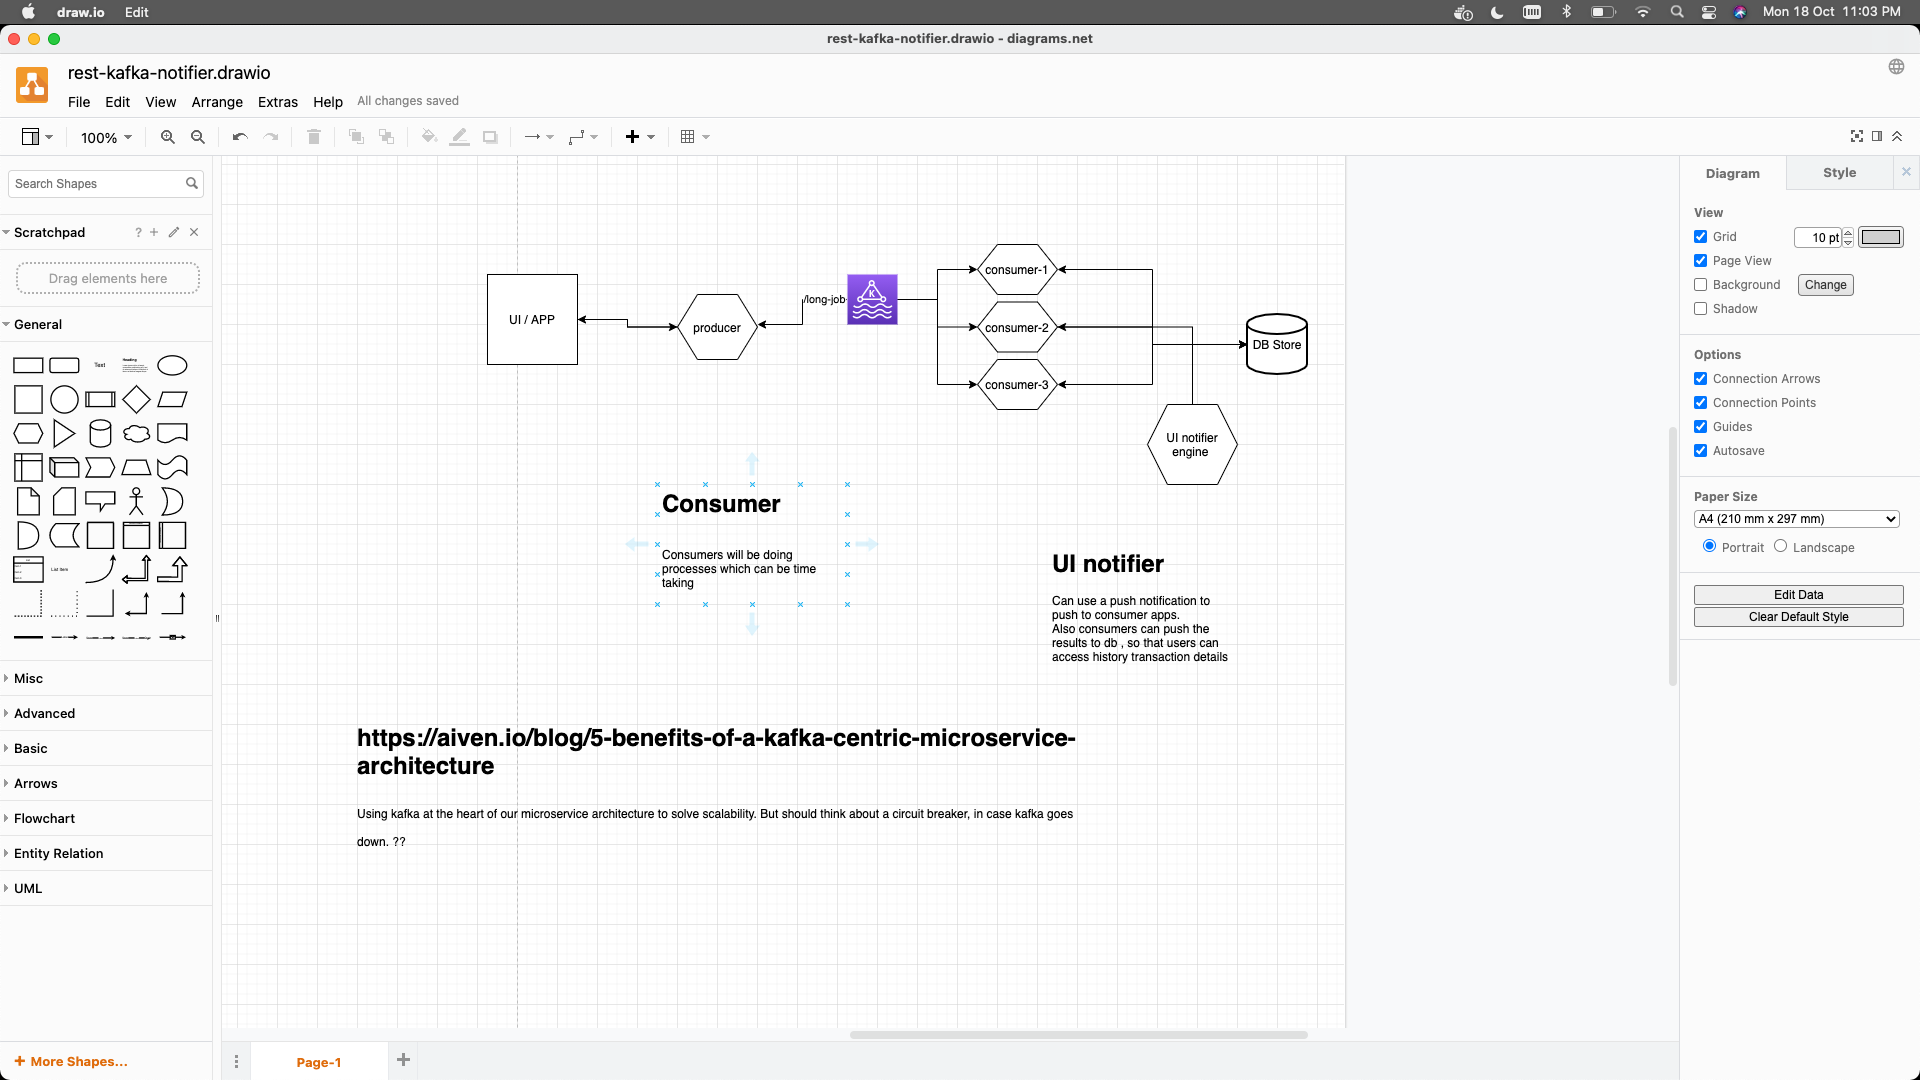 draw.io Edit Mon 18 Oct 11:03 PM
rest-kafka-notifier.drawio - diagrams.net
rest-kafka-notifier.drawio
File Edit View Arrange Extras Help All changes saved
100%
Search Shapes
Scratchpad
?
Drag elements here
General
Text
Heading
List Item
Misc
Advanced
Basic
Arrows
Flowchart
Entity Relation
UML
+ More Shapes...
UI / APP
producer
/long-job
K
consumer-1
consumer-2
consumer-3
DB Store
UI notifier
engine
Consumer
Consumers will be doing
processes which can be time
taking
UI notifier
Can use a push notification to
push to consumer apps.
Also consumers can push the
results to db , so that users can
access history transaction details
https://aiven.io/blog/5-benefits-of-a-kafka-centric-microservice-
architecture
Using kafka at the heart of our microservice architecture to solve scalability. But should think about a circuit breaker, in case kafka goes
down. ??
Page-1
Diagram Style
View
Grid 10 pt
Page View
Background Change
Shadow
Options
Connection Arrows
Connection Points
Guides
Autosave
Paper Size
A4 (210 mm x 297 mm)
Portrait Landscape
Edit Data
Clear Default Style